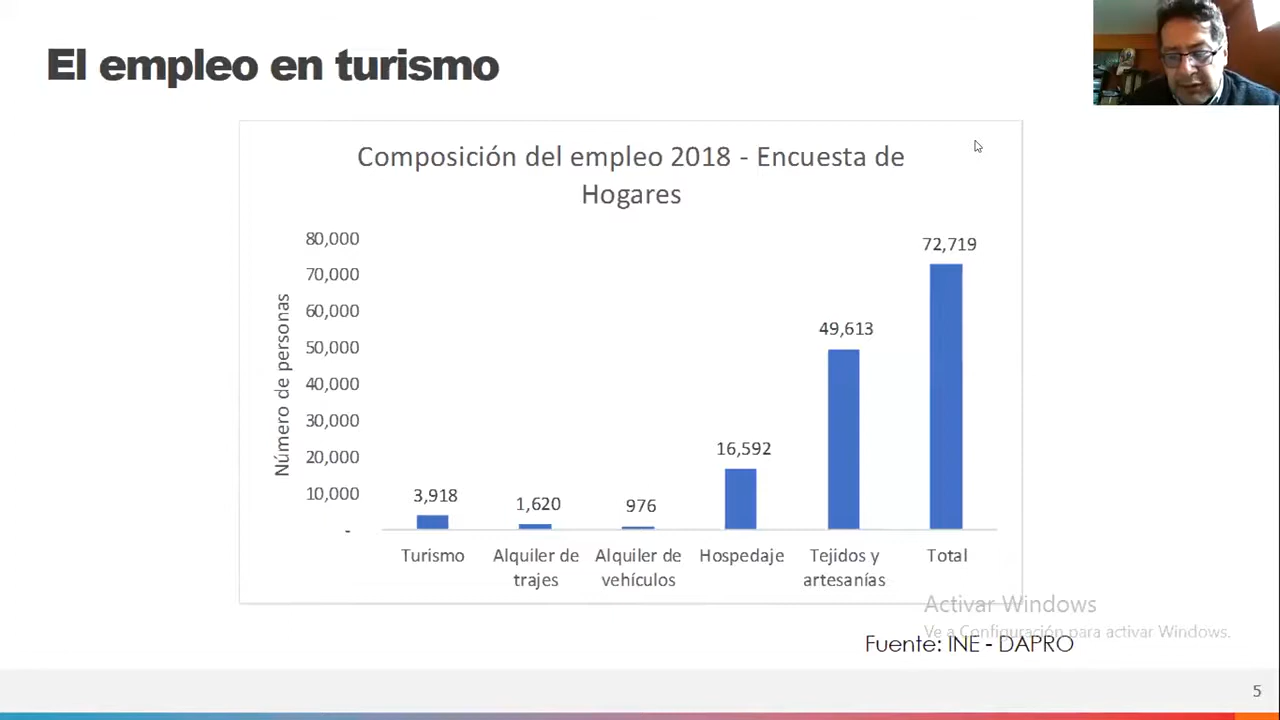 El empleo en turismo
Composición del empleo 2018 - Encuesta de
Hogares
Número de personas
80,000
70,000
60,000
50,000
40,000
30,000
20,000
10,000
-
3,918
1,620
976
16,592
49,613
72,719
Turismo
Alquiler de
trajes
Alquiler de
vehículos
Hospedaje
Tejidos y
artesanías
Total
Activar Windows
Ve a Configuración para activar Windows.
Fuente: INE - DAPRO
5